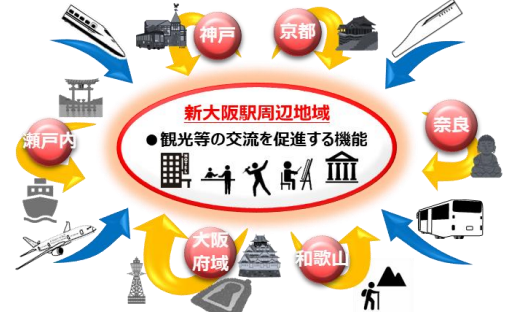 神戸
京都
新大阪駅周辺地域
●観光等の交流を促進する機能
瀬戸内
奈良
大阪
府域
和歌山